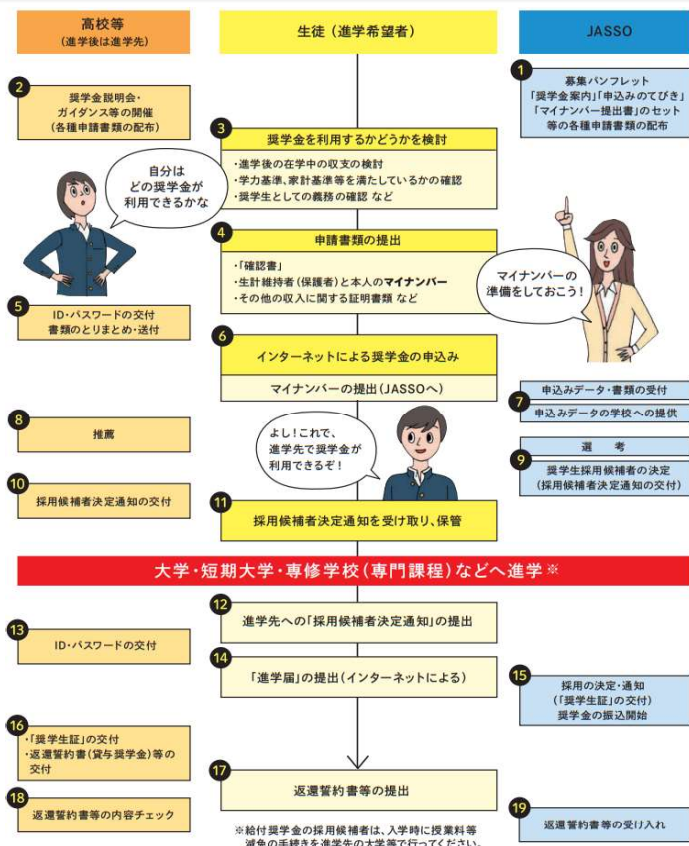 高校等
(進学後は進学先)
生徒(進学希望者)
JASSO
1
募集パンフレット
「奨学金案内」「申込みのてびき」
「マイナンバー提出書」のセット
等の各種申請書類の配布
2
奨学金説明会・
ガイダンス等の開催
(各種申請書類の配布)
3
奨学金を利用するかどうかを検討
・進学後の在学中の収支の検討
・学力基準、家計基準等を満たしているかの確認
・奨学生としての義務の確認 など
自分は
どの奨学金が
利用できるかな
4
申請書類の提出
・「確認書」
・生計維持者(保護者)と本人のマイナンバー
・その他の収入に関する証明書類 など
マイナンバーの
準備をしておこう!
5
ID・パスワードの交付
書類のとりまとめ・送付
6
インターネットによる奨学金の申込み
マイナンバーの提出(JASSOへ)
7
申込みデータ・書類の受付
申込みデータの学校への提供
8
推薦
よし!これで、
進学先で奨学金が
利用できるぞ!
9
選 考
奨学生採用候補者の決定
(採用候補者決定通知の交付)
10
採用候補者決定通知の交付
11
採用候補者決定通知を受け取り、保管
大学・短期大学・専修学校(専門課程)などへ進学※
12
進学先への「採用候補者決定通知」の提出
13
ID・パスワードの交付
14
「進学届」の提出(インターネットによる)
15
採用の決定・通知
(「奨学生証」の交付)
奨学金の振込開始
16
・「奨学生証」の交付
・返還誓約書(貸与奨学金)等の
交付
17
返還誓約書等の提出
18
返還誓約書等の内容チェック
19
返還誓約書等の受け入れ
※給付奨学金の採用候補者は、入学時に授業料等
減免の手続きを進学先の大学等で行ってください。